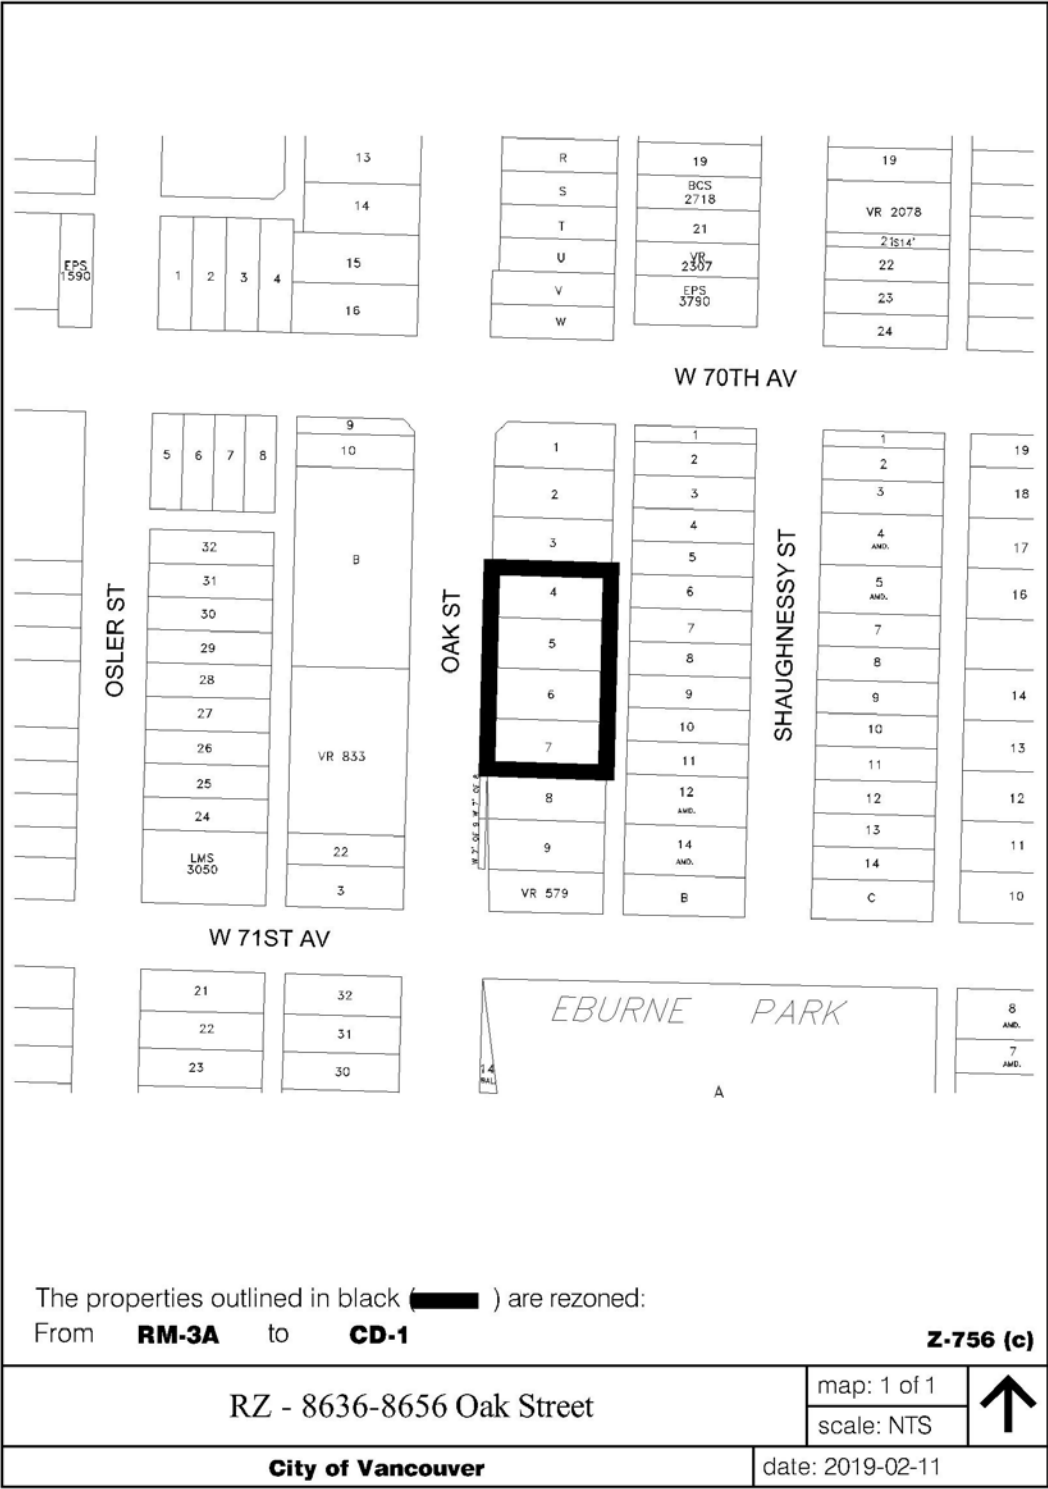 13
14
15
16
EPS
1590
1
2
3
4
R
S
T
U
V
W
19
BCS
2718
21
VR
2307
EPS
3790
19
VR 2078
21 S14'
22
23
24
W 70TH AV
5
6
7
8
9
10
B
VR 833
22
3
32
31
30
29
28
27
26
25
24
LMS
3050
OSLER ST
OAK ST
1
2
3
4
5
6
7
8
9
VR 579
1
2
3
4
5
6
7
8
9
10
11
12
AMD.
14
AMD.
B
SHAUGHNESSY ST
1
2
3
4
AMD.
5
AMD.
7
8
9
10
11
12
13
14
C
19
18
17
16
14
13
12
11
10
W 71ST AV
21
22
23
32
31
30
14
BAL.
EBURNE PARK
A
8
AMD.
7
AMD.
The properties outlined in black ( ) are rezoned:
From RM-3A to CD-1
Z-756 (c)
RZ - 8636-8656 Oak Street
map: 1 of 1
scale: NTS
City of Vancouver
date: 2019-02-11